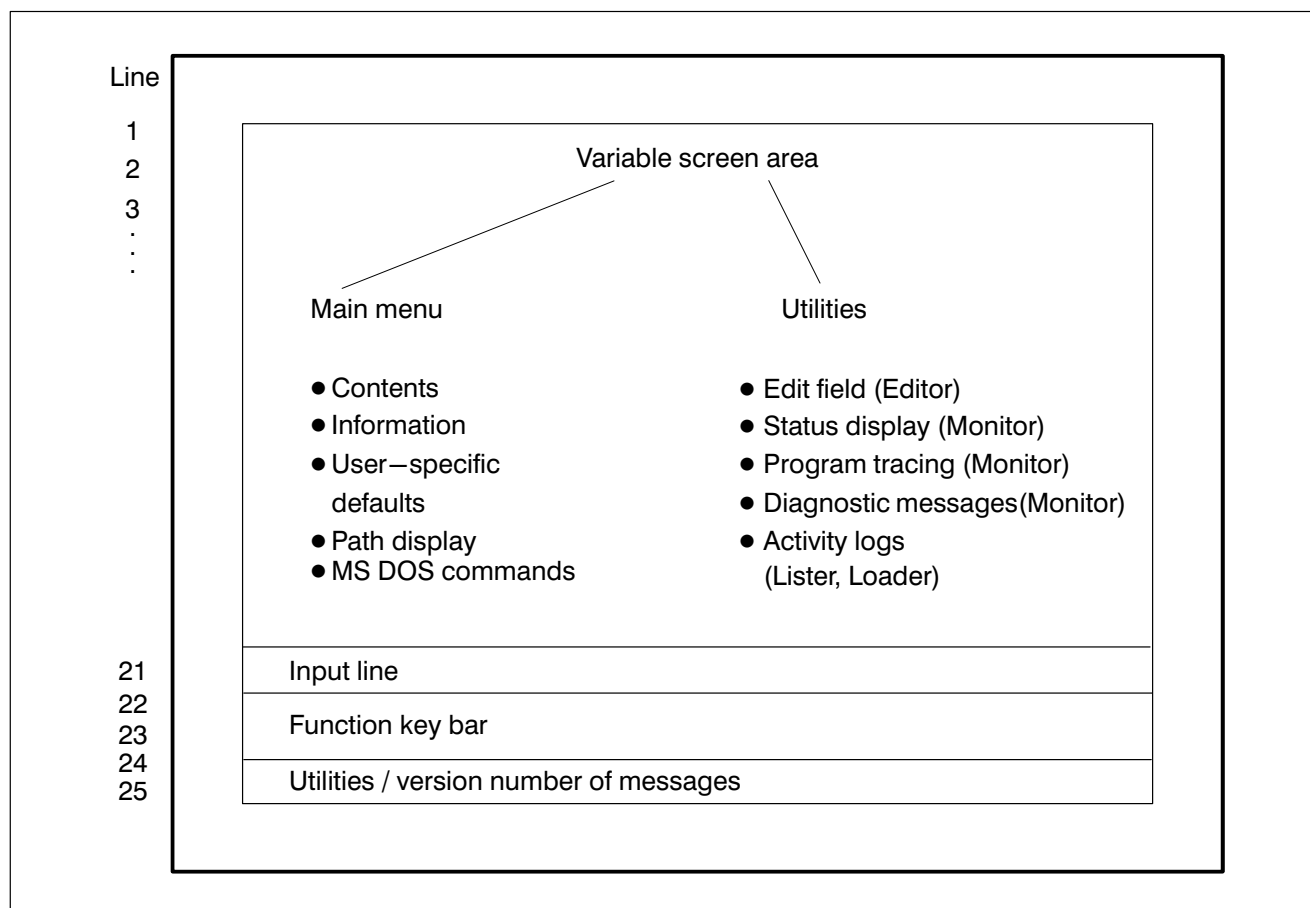 Line
1
2
3
.
.
.
Variable screen area
Main menu
● Contents
● Information
● User–specific
defaults
● Path display
● MS DOS commands
Utilities
● Edit field (Editor)
● Status display (Monitor)
● Program tracing (Monitor)
● Diagnostic messages(Monitor)
● Activity logs
(Lister, Loader)
21
Input line
22
23
Function key bar
24
25
Utilities / version number of messages